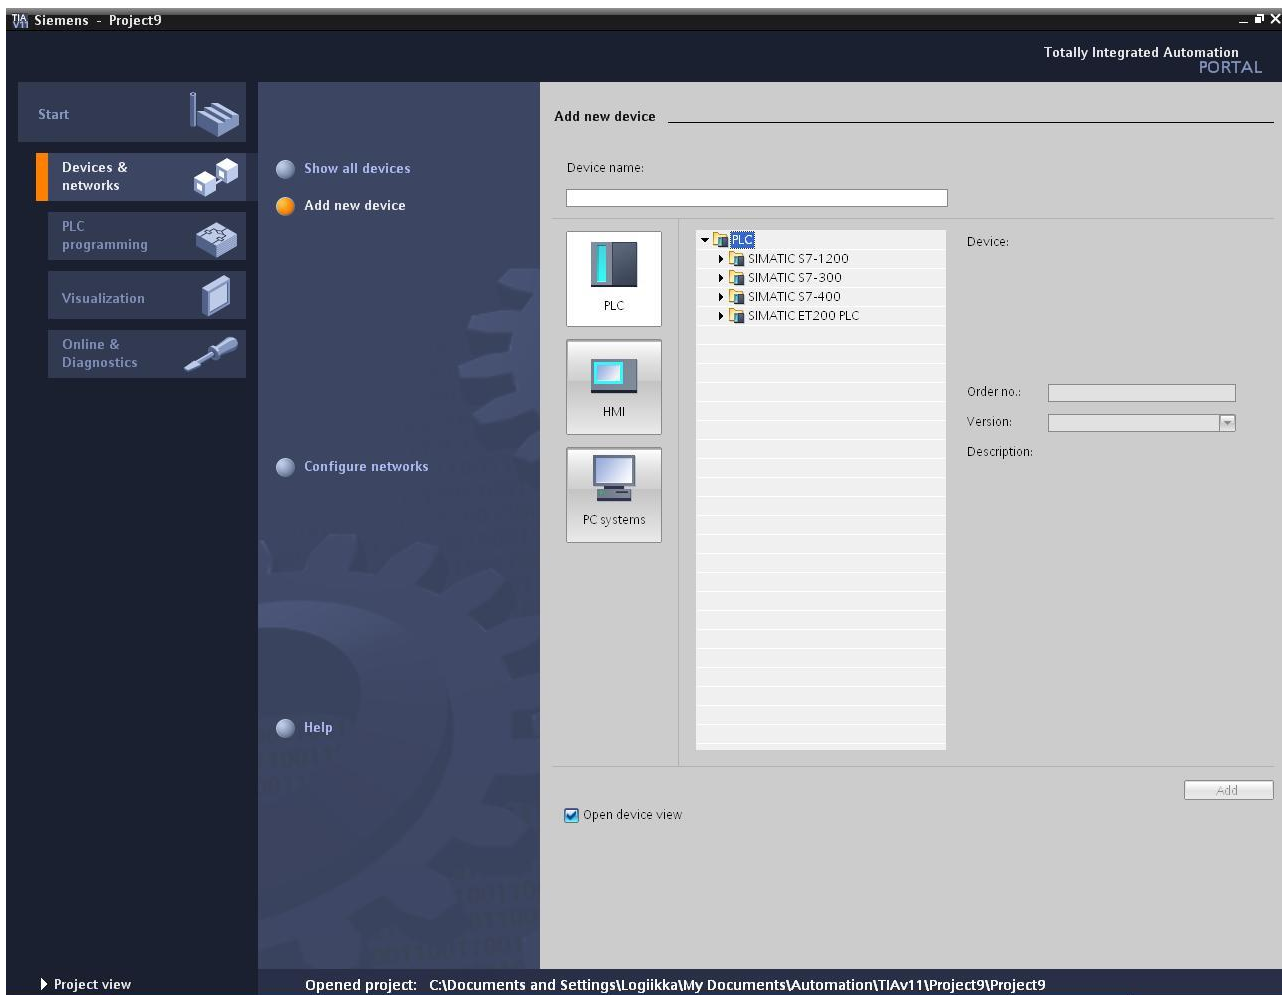 TIA V11 Siemens - Project9
Totally Integrated Automation
PORTAL
Start
Devices &
networks
PLC
programming
Visualization
Online &
Diagnostics
Show all devices
Add new device
Configure networks
Help
Add new device
Device name:
PLC
HMI
PC systems
PLC
SIMATIC S7-1200
SIMATIC S7-300
SIMATIC S7-400
SIMATIC ET200 PLC
Device:
Order no.:
Version:
Description:
Add
Open device view
Project view
Opened project: C:\Documents and Settings\Logiikka\My Documents\Automation\TIAv11\Project9\Project9